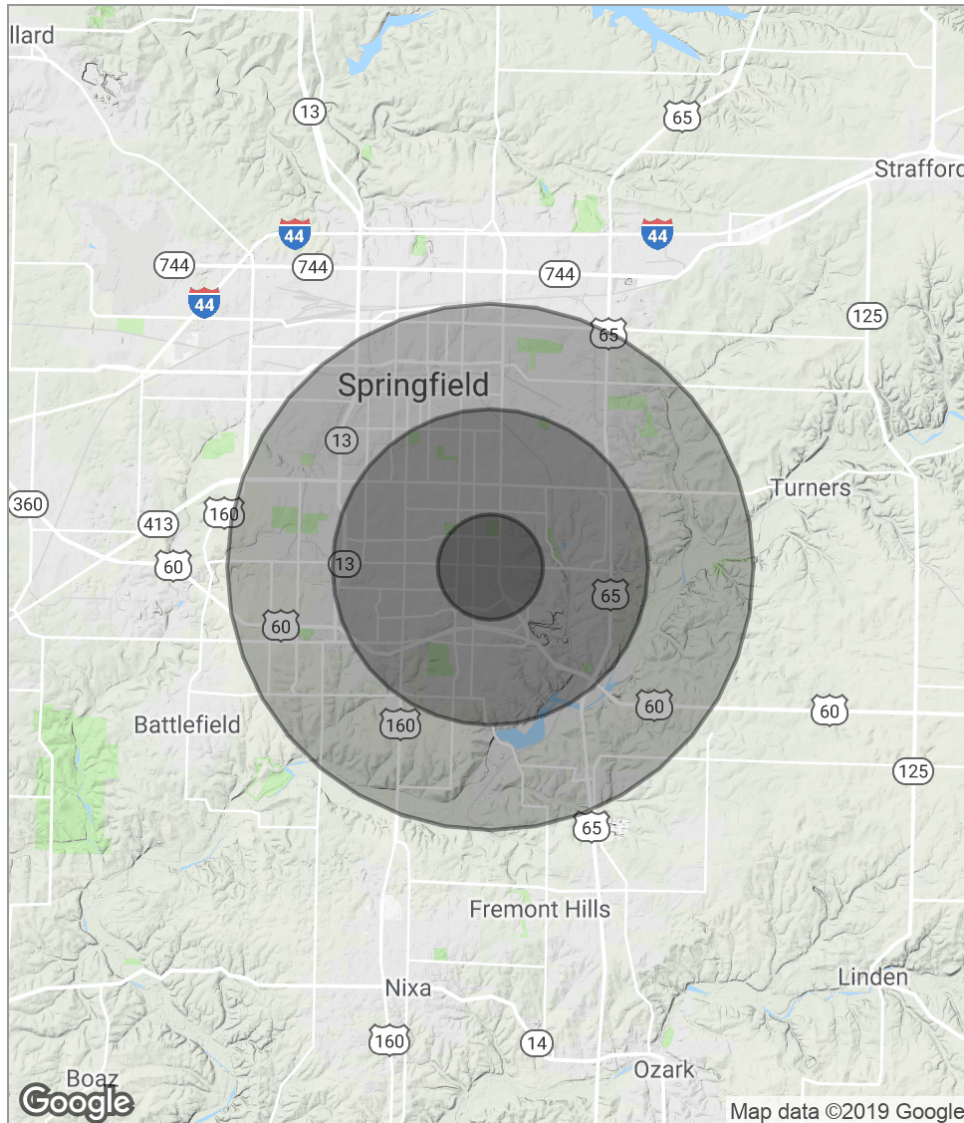 llard
13
65
Strafford
44
44
744
744
744
44
125
65
Springfield
13
Turners
360
160
413
13
60
65
60
60
160
60
Battlefield
125
65
Fremont Hills
Linden
Nixa
160
14
Ozark
Boaz
Google
Map data ©2019 Google